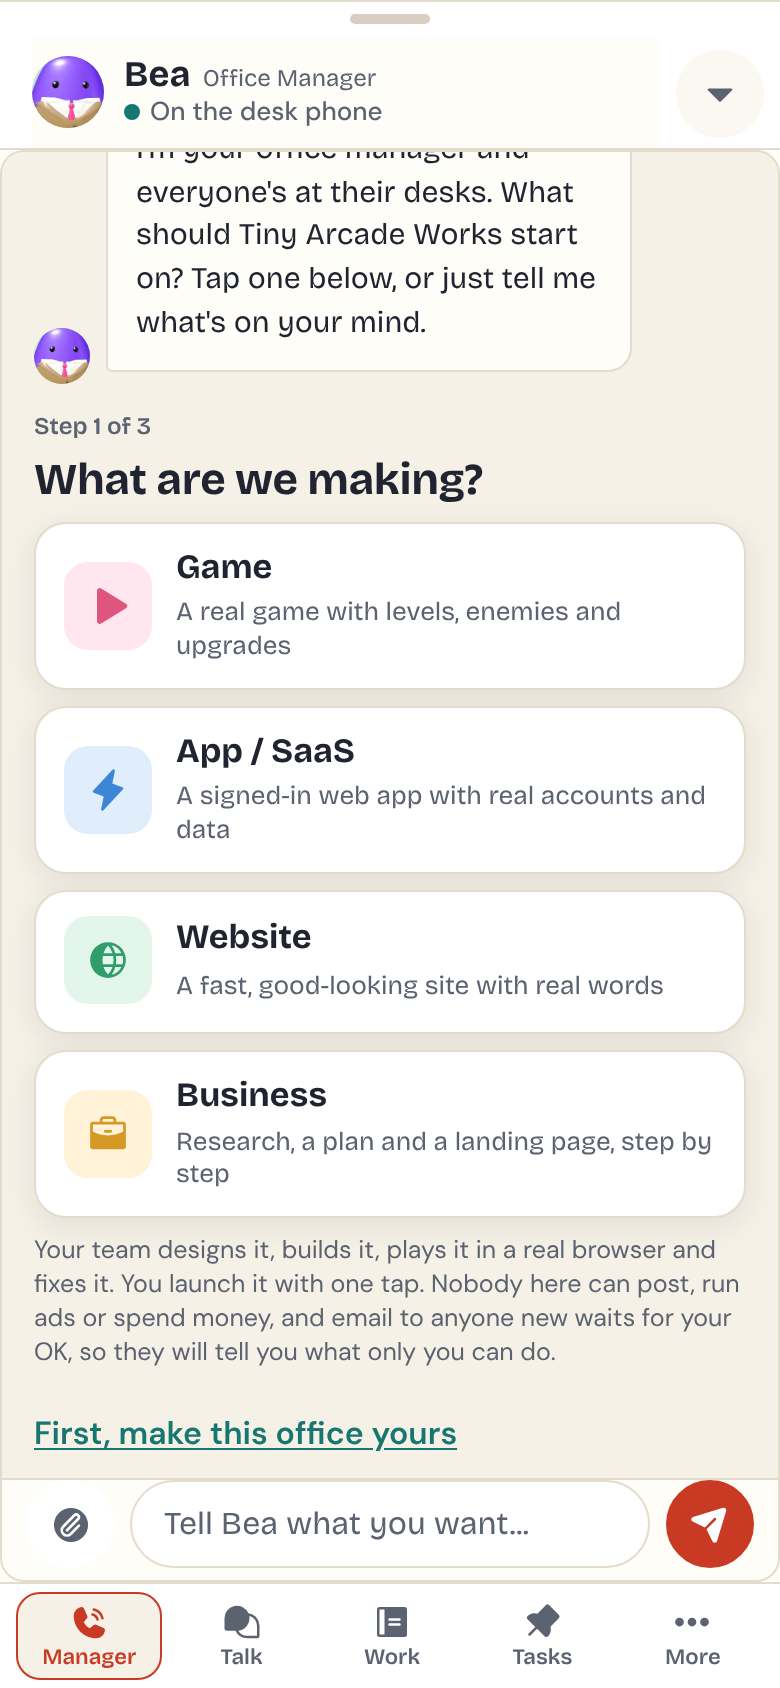 Bea Office Manager
On the desk phone
I'm your office manager and
everyone's at their desks. What
should Tiny Arcade Works start
on? Tap one below, or just tell me
what's on your mind.
Step 1 of 3
What are we making?
Game
A real game with levels, enemies and
upgrades
App / SaaS
A signed-in web app with real accounts and
data
Website
A fast, good-looking site with real words
Business
Research, a plan and a landing page, step by
step
Your team designs it, builds it, plays it in a real browser and
fixes it. You launch it with one tap. Nobody here can post, run
ads or spend money, and email to anyone new waits for your
OK, so they will tell you what only you can do.
First, make this office yours
Tell Bea what you want...
Manager
Talk
Work
Tasks
More